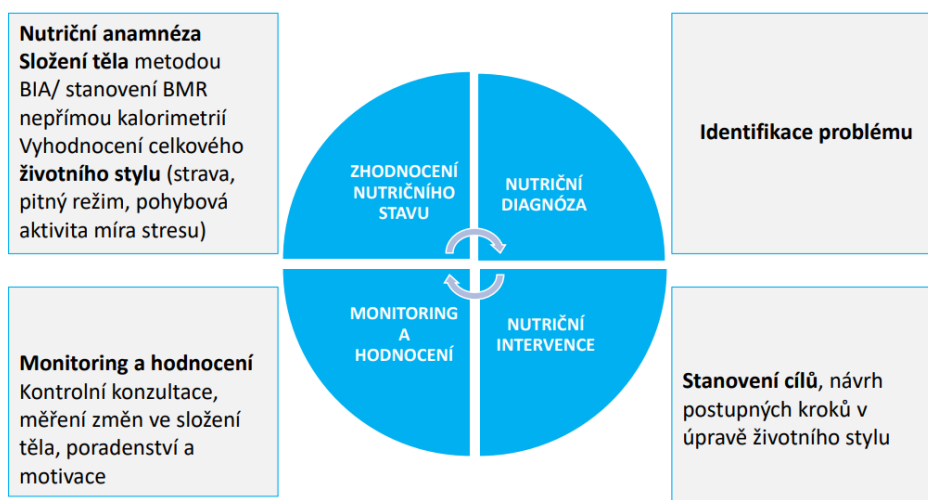 Nutriční anamnéza
Složení těla metodou
BIA/ stanovení BMR
nepřímou kalorimetrií
Vyhodnocení celkového
životního stylu (strava,
pitný režim, pohybová
aktivita míra stresu)
ZHODNOCENÍ
NUTRIČNÍHO
STAVU
NUTRIČNÍ
DIAGNÓZA
Identifikace problému
Monitoring a hodnocení
Kontrolní konzultace,
měření změn ve složení
těla, poradenství a
motivace
MONITORING
A
HODNOCENÍ
NUTRIČNÍ
INTERVENCE
Stanovení cílů, návrh
postupných kroků v
úpravě životního stylu